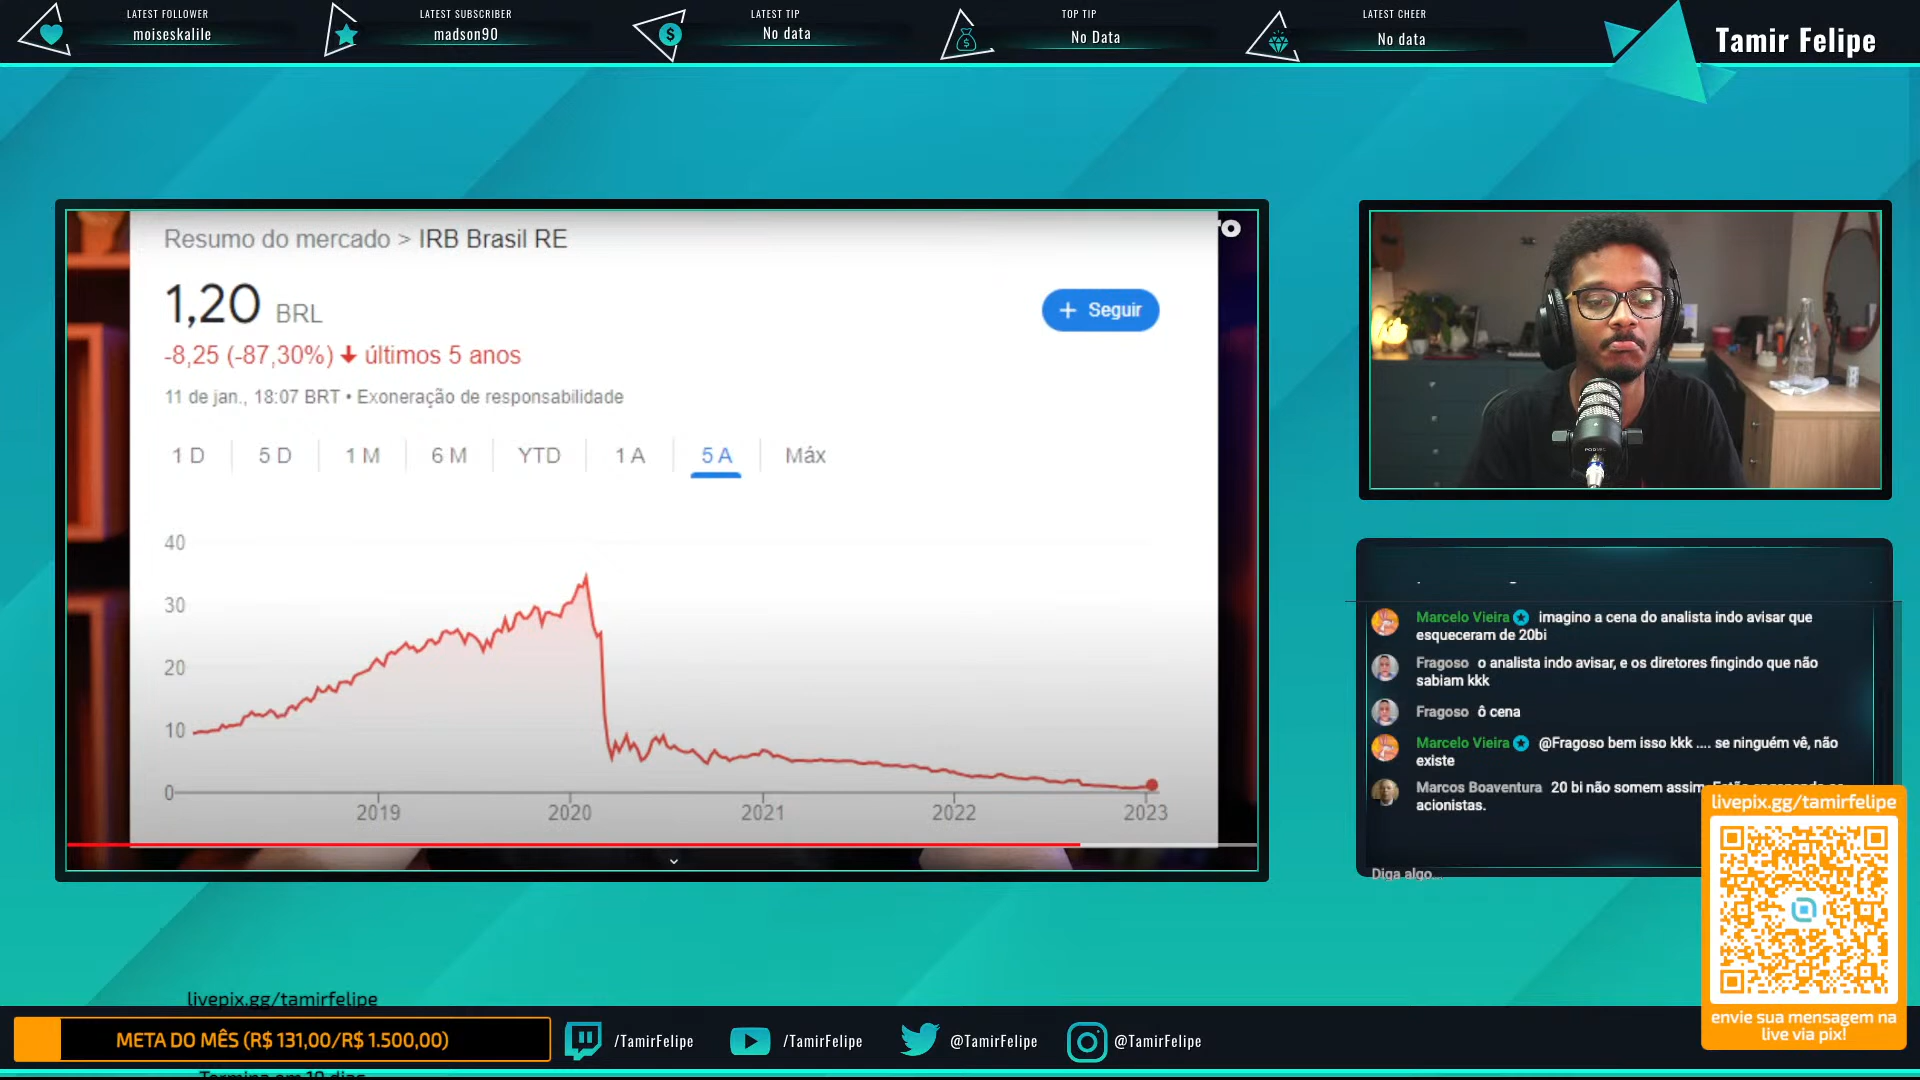 LATEST FOLLOWER
moiseskalile
LATEST SUBSCRIBER
madson90
LATEST TIP
No data
TOP TIP
No Data
LATEST CHEER
No data
Tamir Felipe
Resumo do mercado > IRB Brasil RE
1,20 BRL
+ Seguir
-8,25 (-87,30%) ↓ últimos 5 anos
11 de jan., 18:07 BRT • Exoneração de responsabilidade
1 D 5 D 1 M 6 M YTD 1 A 5 A Máx
40
30
20
10
0
2019 2020 2021 2022 2023
Marcelo Vieira imagino a cena do analista indo avisar que
esqueceram de 20bi
Fragoso o analista indo avisar, e os diretores fingindo que não
sabiam kkk
Fragoso ô cena
Marcelo Vieira @Fragoso bem isso kkk .... se ninguém vê, não
existe
Marcos Boaventura 20 bi não somem assim.
acionistas.
Diga algo...
livepix.gg/tamirfelipe
envie sua mensagem na
live via pix!
livepix.gg/tamirfelipe
META DO MÊS (R$ 131,00/R$ 1.500,00)
/TamirFelipe
/TamirFelipe
@TamirFelipe
@TamirFelipe